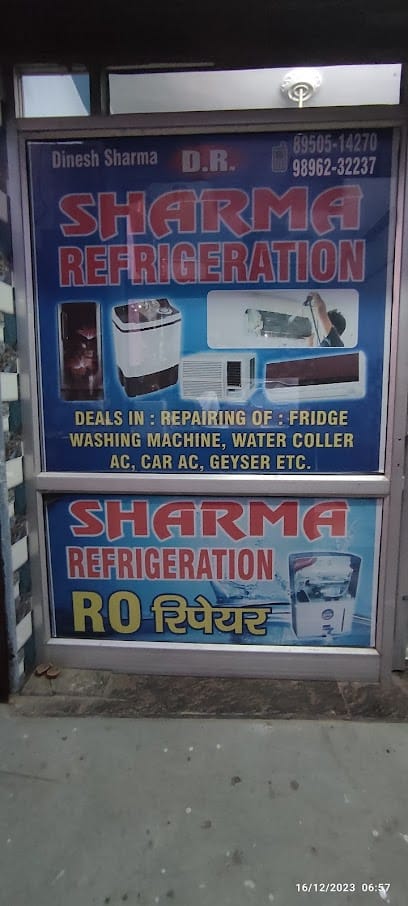 Dinesh Sharma
D.R.
89505-14270
98962-32237
SHARMA
REFRIGERATION
DEALS IN : REPAIRING OF : FRIDGE
WASHING MACHINE, WATER COLLER
AC, CAR AC, GEYSER ETC.
SHARMA
REFRIGERATION
RO रिपेयर
16/12/2023 06:57